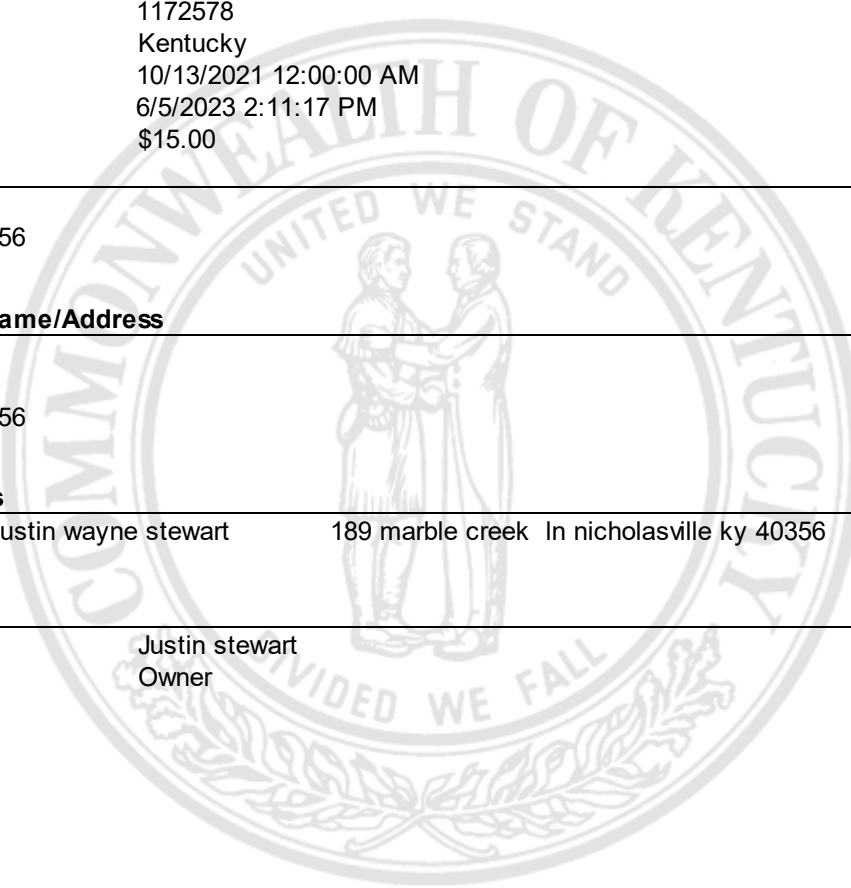 1172578
Kentucky
10/13/2021 12:00:00 AM
6/5/2023 2:11:17 PM
$15.00
COMMONWEALTH OF KENTUCKY
UNITED WE STAND
56
ame/Address
56
s
ustin wayne stewart 189 marble creek ln nicholasville ky 40356
Justin stewart
Owner
DIVIDED WE FALL